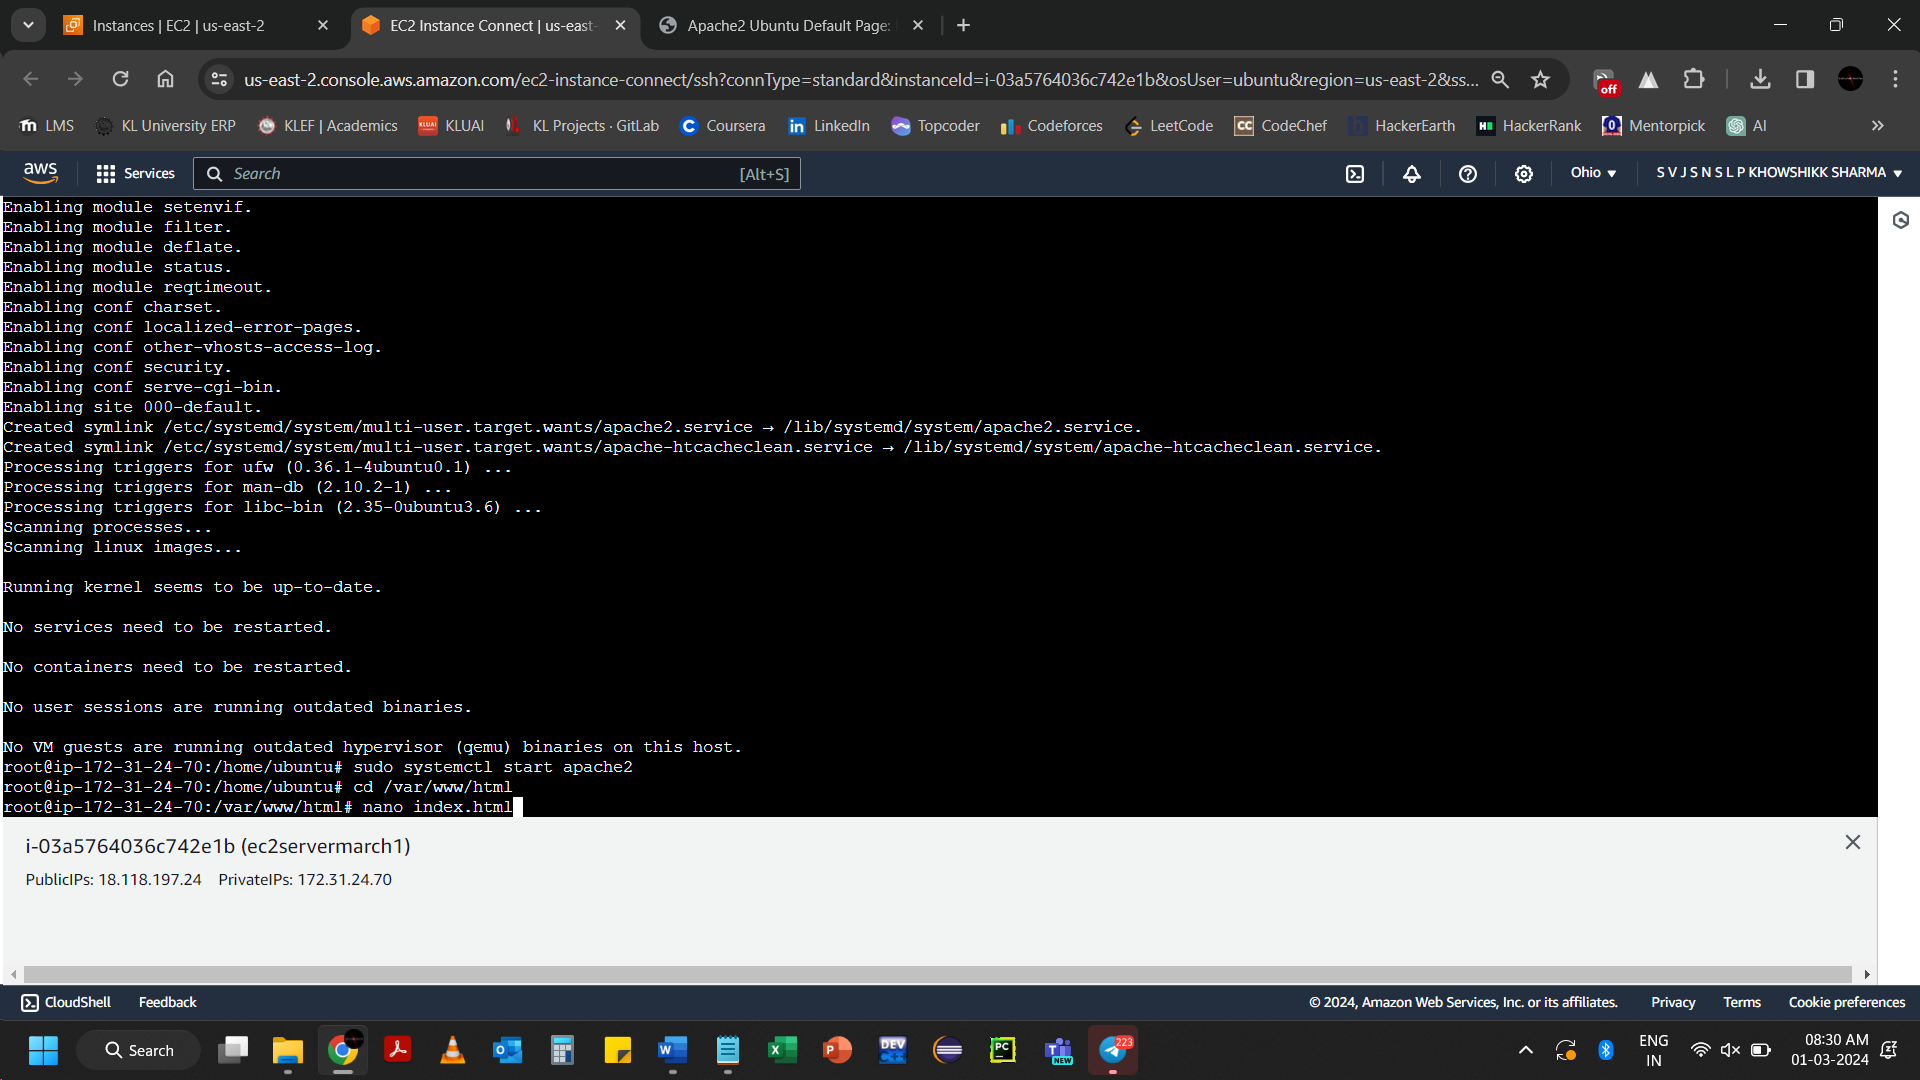 Instances | EC2 | us-east-2
EC2 Instance Connect | us-east-
Apache2 Ubuntu Default Page:
us-east-2.console.aws.amazon.com/ec2-instance-connect/ssh?connType=standard&instanceId=i-03a5764036c742e1b&osUser=ubuntu&region=us-east-2&ss...
off
LMS
KL University ERP
KLEF | Academics
KLUAI
KLUAI
KL Projects · GitLab
Coursera
LinkedIn
Topcoder
Codeforces
LeetCode
CodeChef
HackerEarth
HackerRank
Mentorpick
AI
aws
Services
Search
[Alt+S]
Ohio
S V J S N S L P KHOWSHIKK SHARMA
Enabling module setenvif.
Enabling module filter.
Enabling module deflate.
Enabling module status.
Enabling module reqtimeout.
Enabling conf charset.
Enabling conf localized-error-pages.
Enabling conf other-vhosts-access-log.
Enabling conf security.
Enabling conf serve-cgi-bin.
Enabling site 000-default.
Created symlink /etc/systemd/system/multi-user.target.wants/apache2.service → /lib/systemd/system/apache2.service.
Created symlink /etc/systemd/system/multi-user.target.wants/apache-htcacheclean.service → /lib/systemd/system/apache-htcacheclean.service.
Processing triggers for ufw (0.36.1-4ubuntu0.1) ...
Processing triggers for man-db (2.10.2-1) ...
Processing triggers for libc-bin (2.35-0ubuntu3.6) ...
Scanning processes...
Scanning linux images...
Running kernel seems to be up-to-date.
No services need to be restarted.
No containers need to be restarted.
No user sessions are running outdated binaries.
No VM guests are running outdated hypervisor (qemu) binaries on this host.
root@ip-172-31-24-70:/home/ubuntu# sudo systemctl start apache2
root@ip-172-31-24-70:/home/ubuntu# cd /var/www/html
root@ip-172-31-24-70:/var/www/html# nano index.html
i-03a5764036c742e1b (ec2servermarch1)
PublicIPs: 18.118.197.24 PrivateIPs: 172.31.24.70
CloudShell
Feedback
© 2024, Amazon Web Services, Inc. or its affiliates.
Privacy
Terms
Cookie preferences
Search
DEV
PC
NEW
223
ENG
IN
08:30 AM
01-03-2024